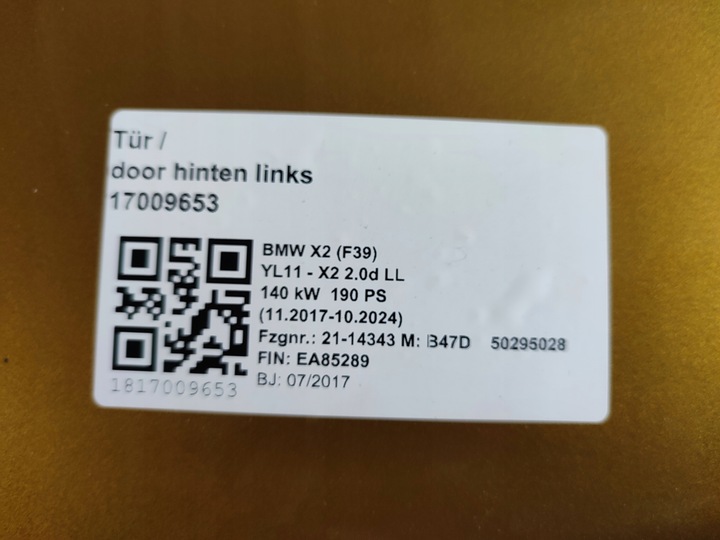 Tür /
door hinten links
17009653
BMW X2 (F39)
YL11 - X2 2.0d LL
140 kW 190 PS
(11.2017-10.2024)
Fzgnr.: 21-14343 M: B47D 50295028
FIN: EA85289
BJ: 07/2017
1817009653